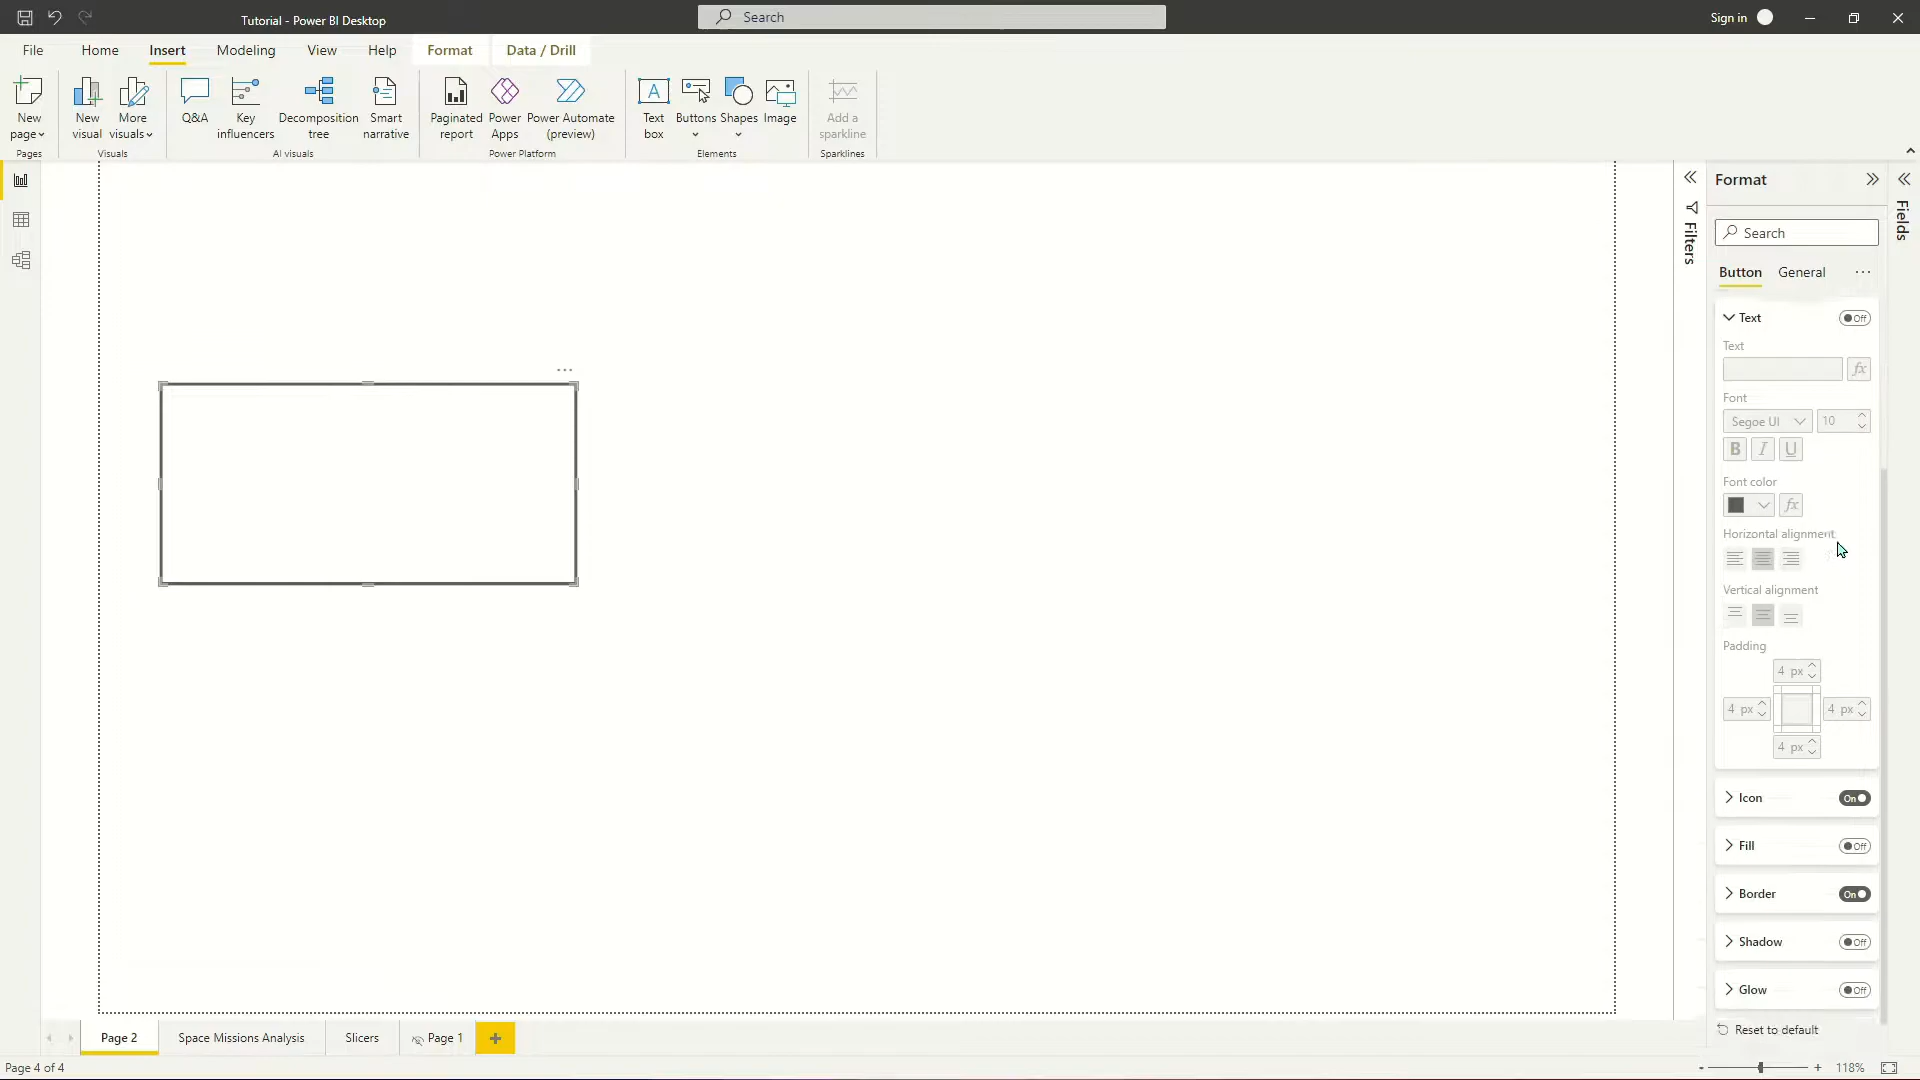 Tutorial - Power BI Desktop
Search
Sign in
File Home Insert Modeling View Help Format Data / Drill
New page
New visual
More visuals
Q&A
Key influencers
Decomposition tree
Smart narrative
Paginated report
Power Apps
Power Automate (preview)
Text box
Buttons
Shapes
Image
Add a sparkline
Pages
Visuals
AI visuals
Power Platform
Elements
Sparklines
Filters
Format
Fields
Search
Button General
Text Off
Text
fx
Font
Segoe UI 10
B I U
Font color
fx
Horizontal alignment
Vertical alignment
Padding
4 px
4 px 4 px
4 px
Icon On
Fill Off
Border On
Shadow Off
Glow Off
Reset to default
Page 2 Space Missions Analysis Slicers Page 1 +
Page 4 of 4
- + 118%